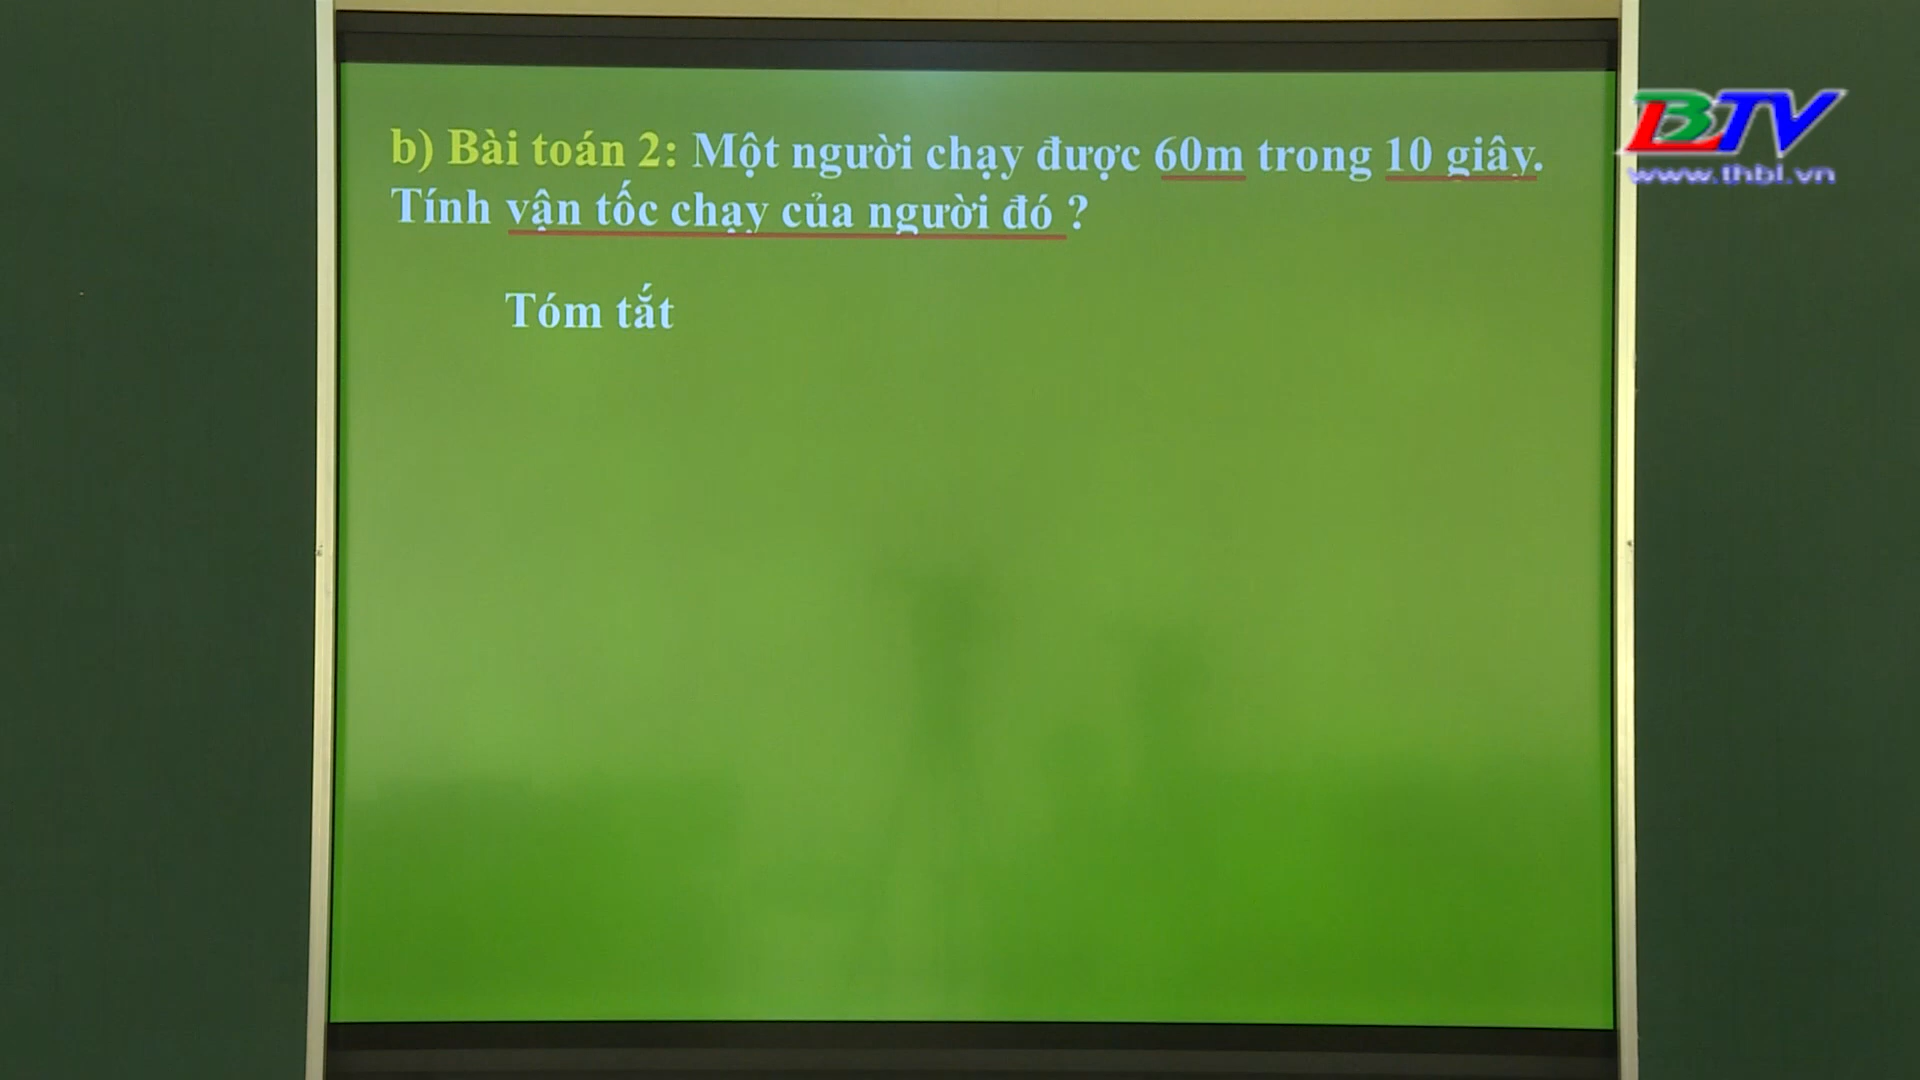 b) Bài toán 2: Một người chạy được 60m trong 10 giây.
Tính vận tốc chạy của người đó ?
Tóm tắt
BTV
www.thbl.vn